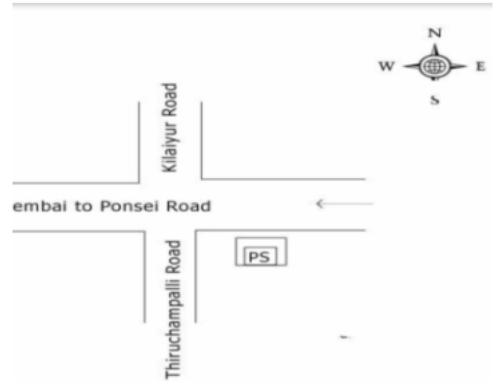 N
W E
S
Kilaiyur Road
embai to Ponsei Road
PS
Thiruchampalli Road